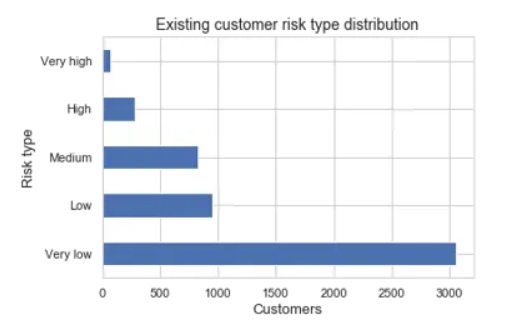 Existing customer risk type distribution
Very high
High
Medium
Low
Very low
Risk type
0 500 1000 1500 2000 2500 3000
Customers